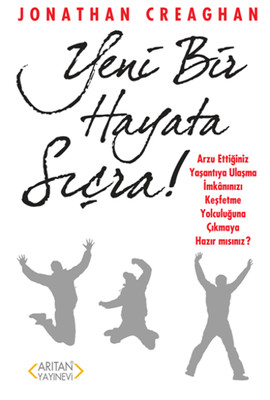 JONATHAN CREAGHAN
Yeni Bir
Hayata
Sıçra!
Arzu Ettiğiniz
Yaşantıya Ulaşma
İmkânınızı
Keşfetme
Yolculuğuna
Çıkmaya
Hazır mısınız?
ARITAN
YAYINEVİ